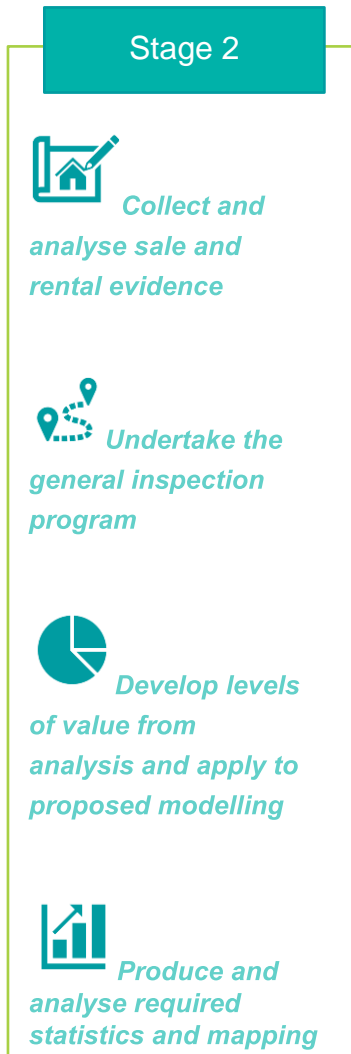 Stage 2
Collect and
analyse sale and
rental evidence
Undertake the
general inspection
program
Develop levels
of value from
analysis and apply to
proposed modelling
Produce and
analyse required
statistics and mapping